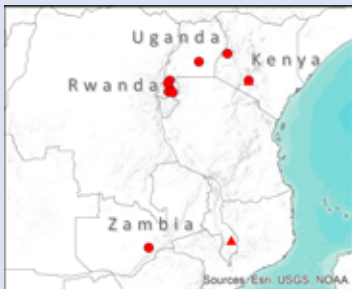 Uganda
Kenya
Rwanda
Zambia
Sources: Esri, USGS, NOAA